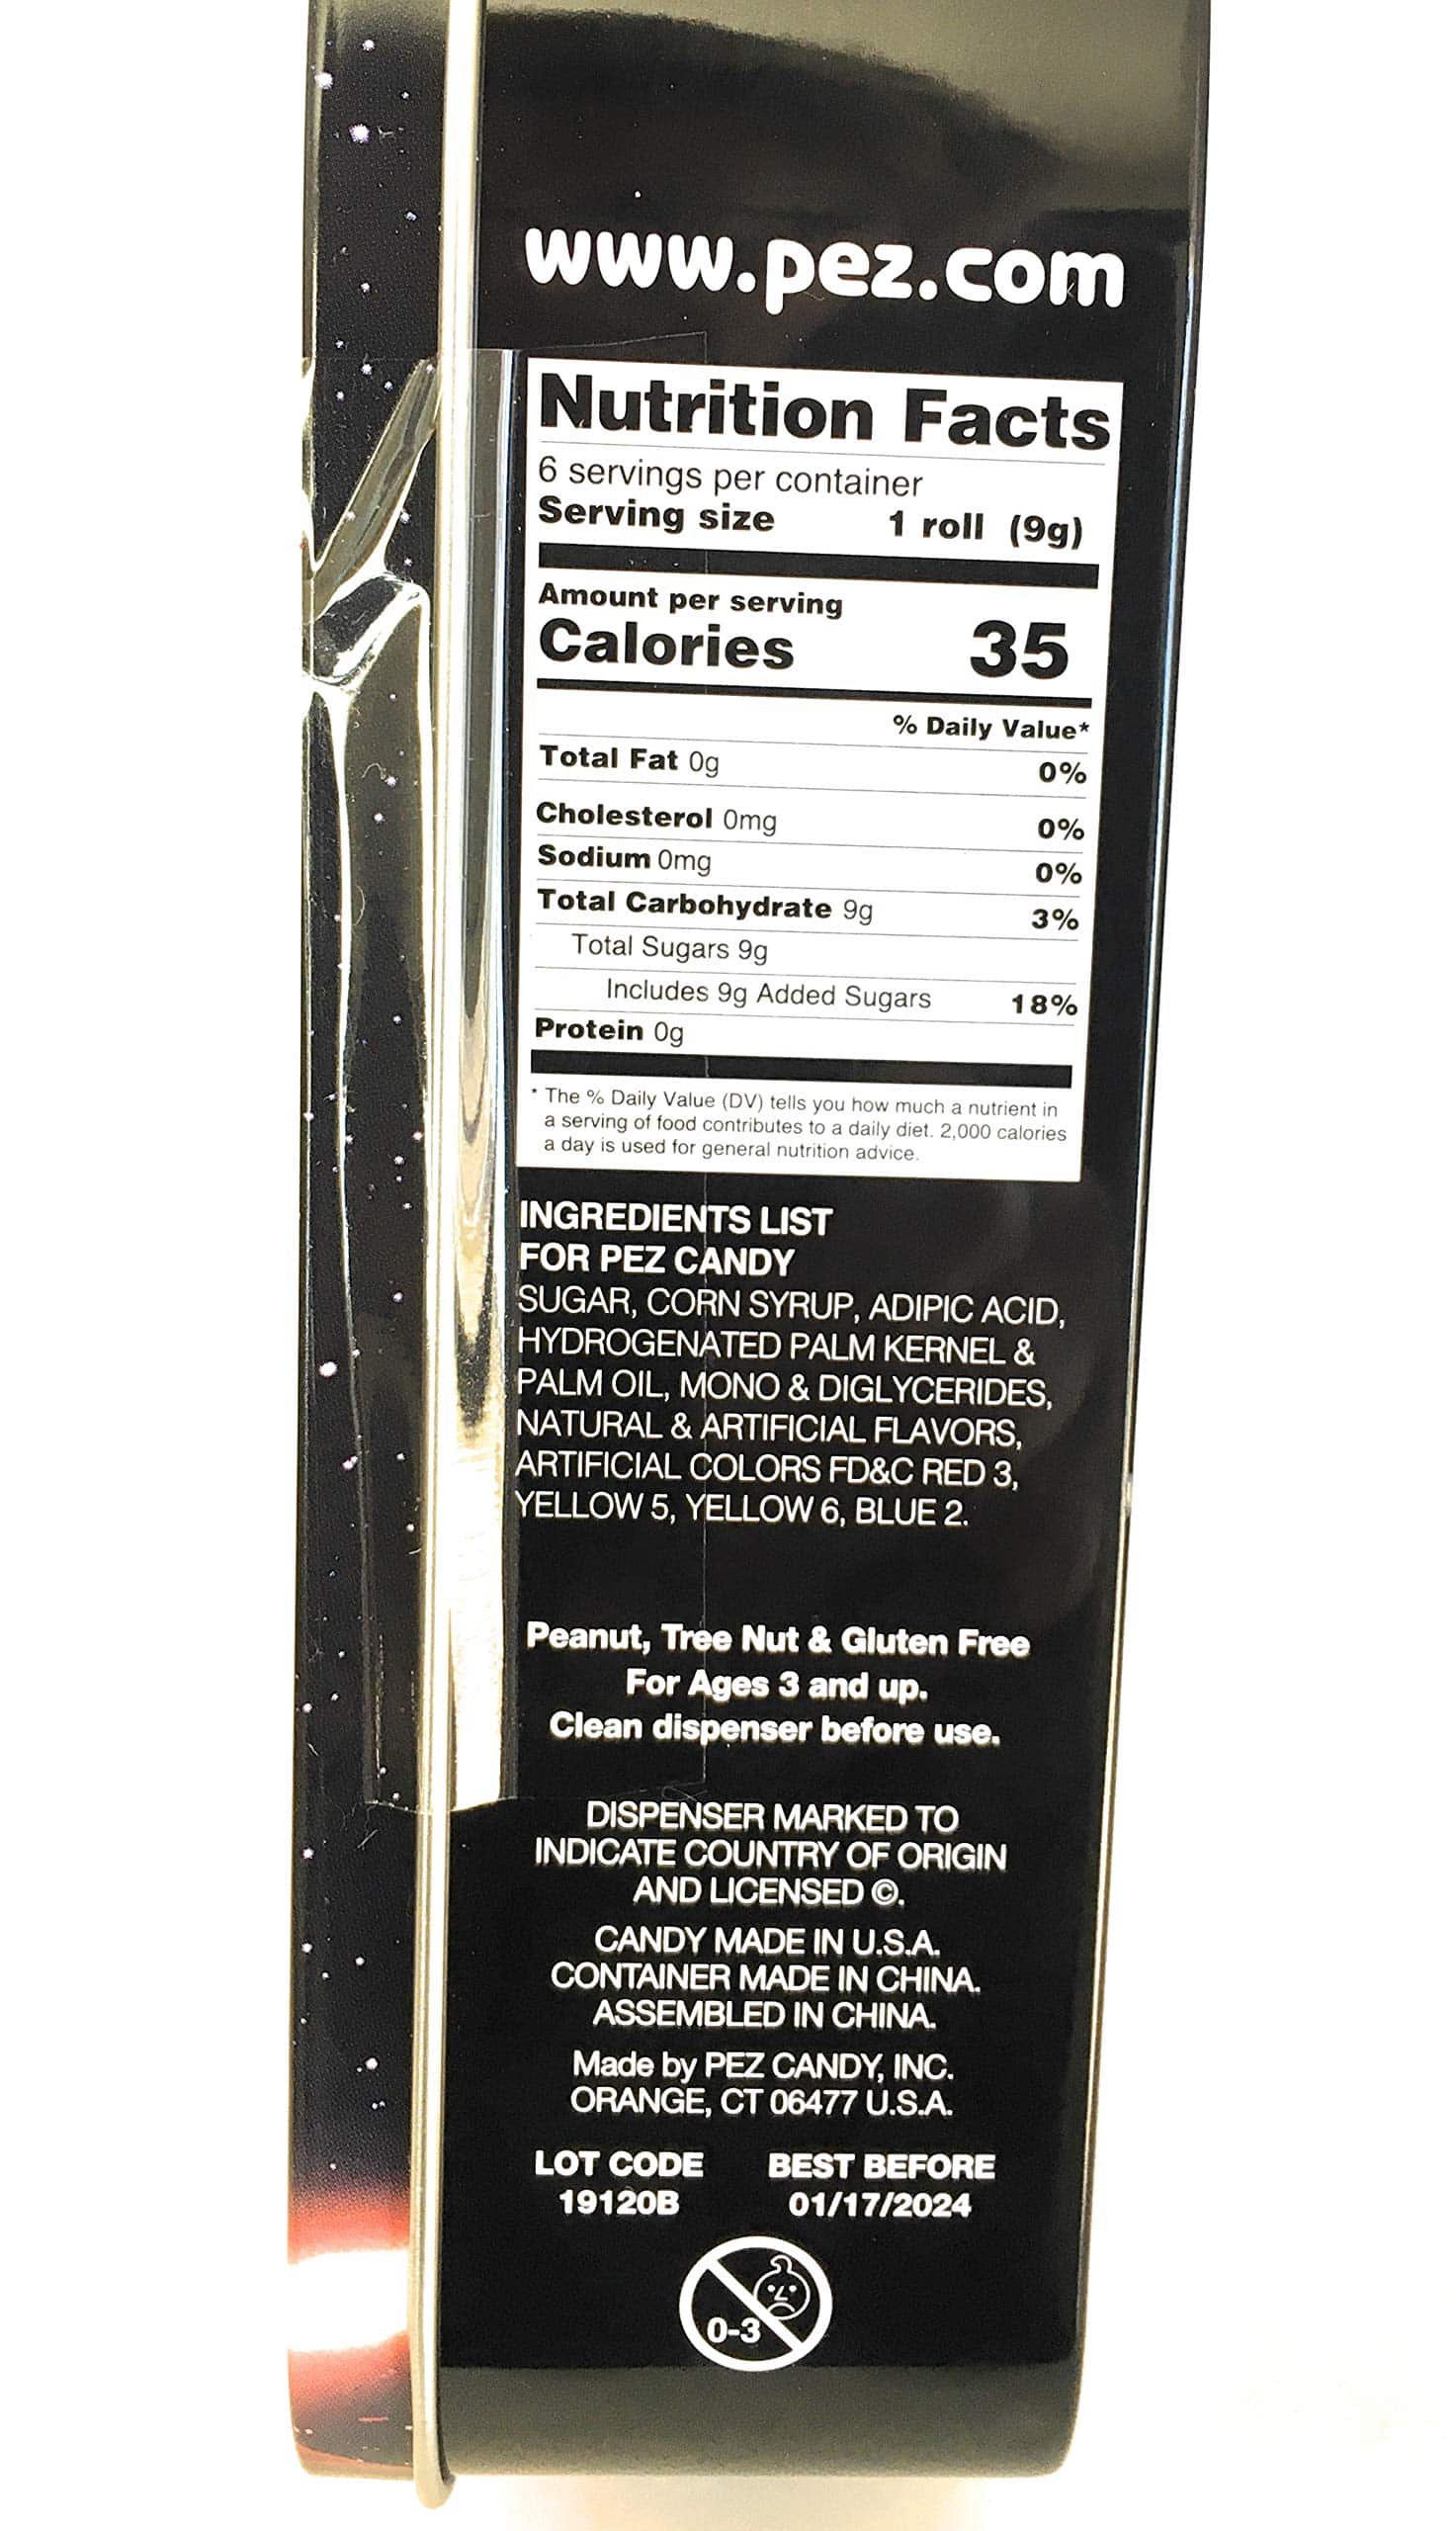 www.pez.com
Nutrition Facts
6 servings per container
Serving size 1 roll (9g)
Amount per serving
Calories 35
% Daily Value*
Total Fat 0g 0%
Cholesterol 0mg 0%
Sodium 0mg 0%
Total Carbohydrate 9g 3%
Total Sugars 9g
Includes 9g Added Sugars 18%
Protein 0g
* The % Daily Value (DV) tells you how much a nutrient in
a serving of food contributes to a daily diet. 2,000 calories
a day is used for general nutrition advice.
INGREDIENTS LIST
FOR PEZ CANDY
SUGAR, CORN SYRUP, ADIPIC ACID,
HYDROGENATED PALM KERNEL &
PALM OIL, MONO & DIGLYCERIDES,
NATURAL & ARTIFICIAL FLAVORS,
ARTIFICIAL COLORS FD&C RED 3,
YELLOW 5, YELLOW 6, BLUE 2.
Peanut, Tree Nut & Gluten Free
For Ages 3 and up.
Clean dispenser before use.
DISPENSER MARKED TO
INDICATE COUNTRY OF ORIGIN
AND LICENSED ©.
CANDY MADE IN U.S.A.
CONTAINER MADE IN CHINA.
ASSEMBLED IN CHINA.
Made by PEZ CANDY, INC.
ORANGE, CT 06477 U.S.A.
LOT CODE BEST BEFORE
19120B 01/17/2024
0-3